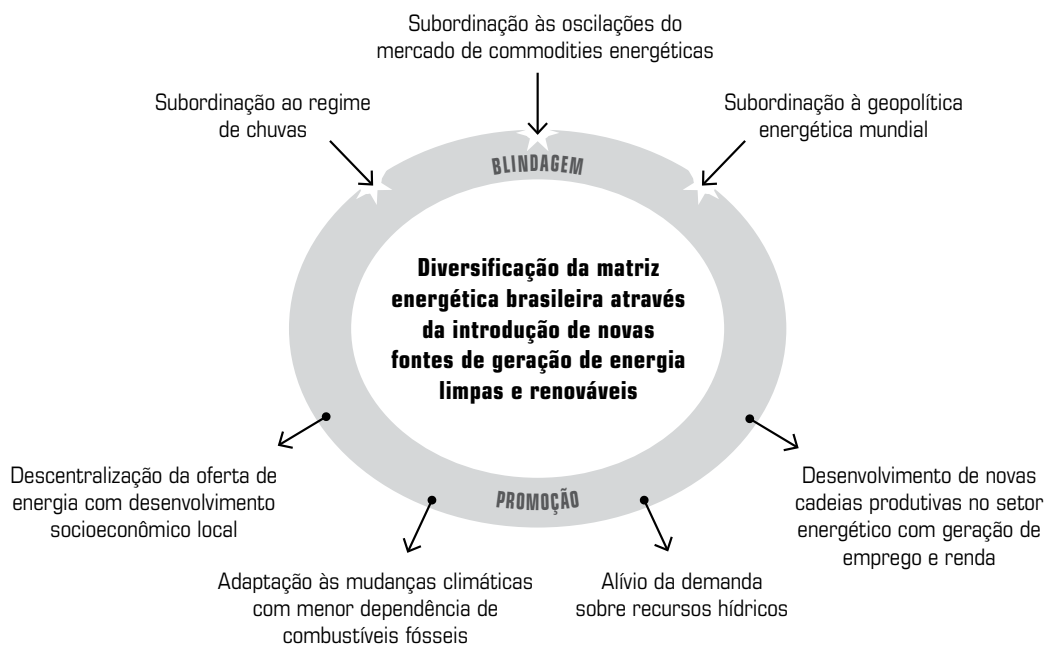 Subordinação às oscilações do
mercado de commodities energéticas
Subordinação ao regime
de chuvas
Subordinação à geopolítica
energética mundial
BLINDAGEM
Diversificação da matriz
energética brasileira através
da introdução de novas
fontes de geração de energia
limpas e renováveis
PROMOÇÃO
Descentralização da oferta de
energia com desenvolvimento
socioeconômico local
Adaptação às mudanças climáticas
com menor dependência de
combustíveis fósseis
Alívio da demanda
sobre recursos hídricos
Desenvolvimento de novas
cadeias produtivas no setor
energético com geração de
emprego e renda